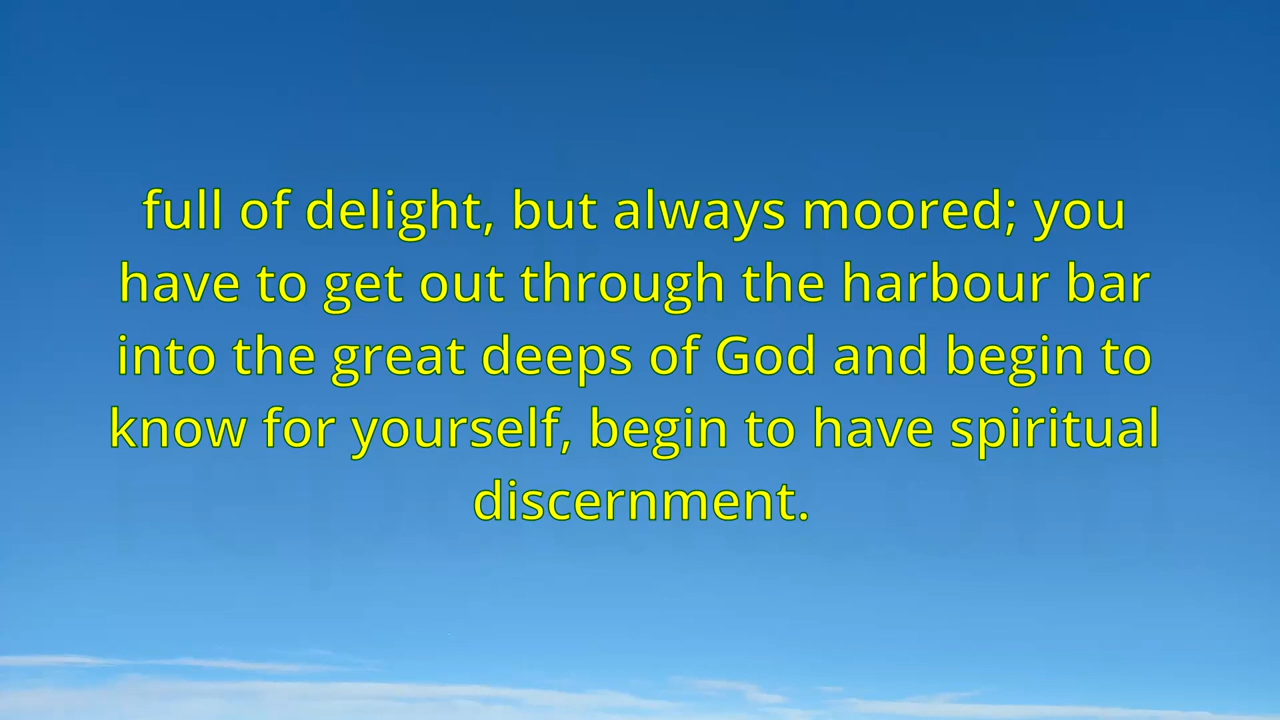 full of delight, but always moored; you
have to get out through the harbour bar
into the great deeps of God and begin to
know for yourself, begin to have spiritual
discernment.